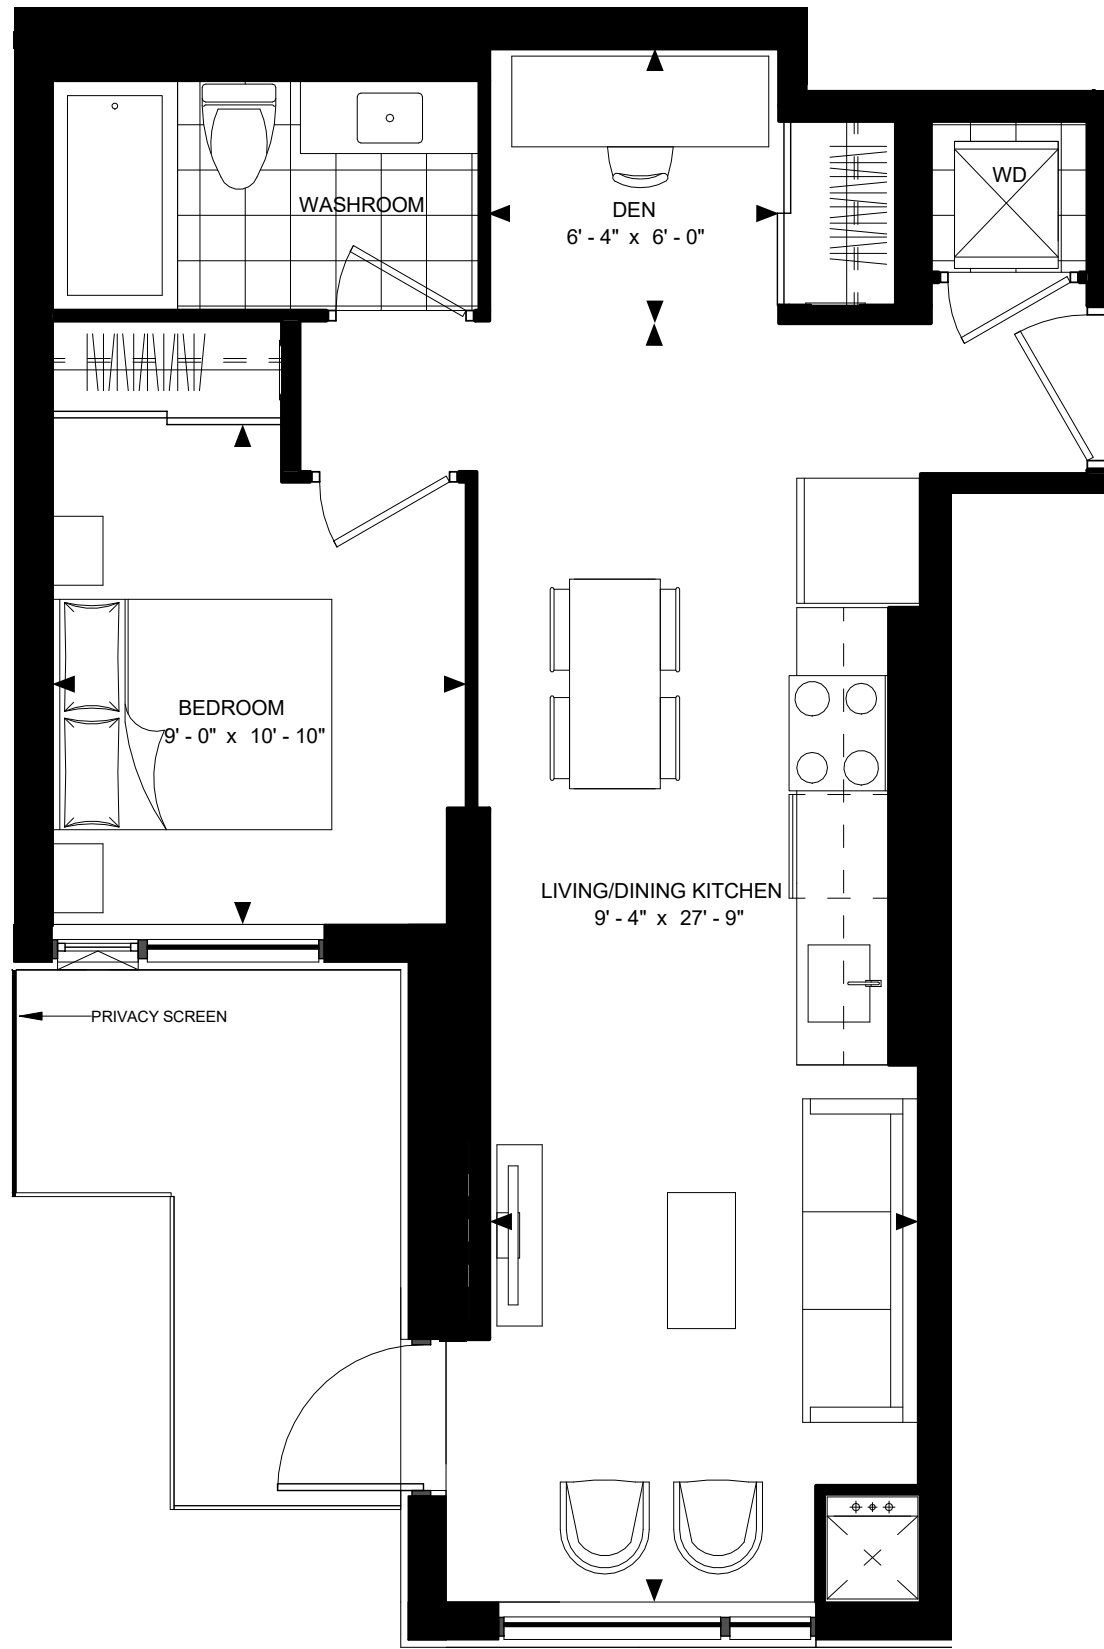 WASHROOM
DEN
6' - 4" x 6' - 0"
WD
BEDROOM
9' - 0" x 10' - 10"
LIVING/DINING KITCHEN
9' - 4" x 27' - 9"
PRIVACY SCREEN